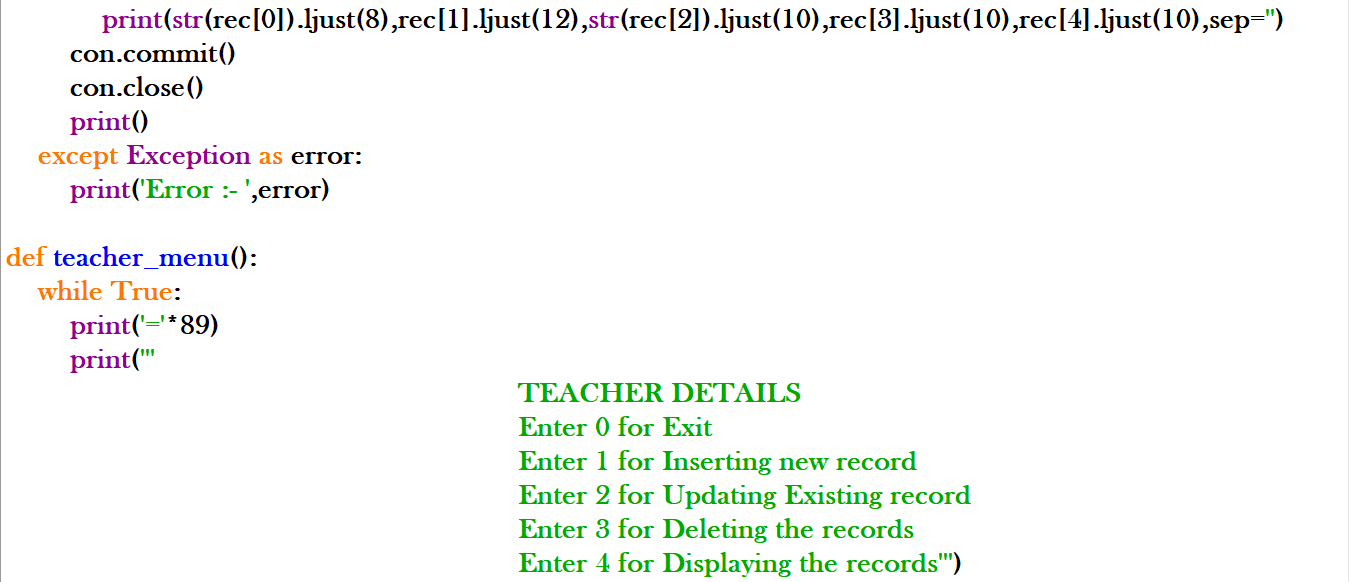 print(str(rec[0]).ljust(8),rec[1].ljust(12),str(rec[2]).ljust(10),rec[3].ljust(10),rec[4].ljust(10),sep='')
con.commit()
con.close()
print()
except Exception as error:
print('Error :- ',error)
def teacher_menu():
while True:
print('='*89)
print('''
TEACHER DETAILS
Enter 0 for Exit
Enter 1 for Inserting new record
Enter 2 for Updating Existing record
Enter 3 for Deleting the records
Enter 4 for Displaying the records''')